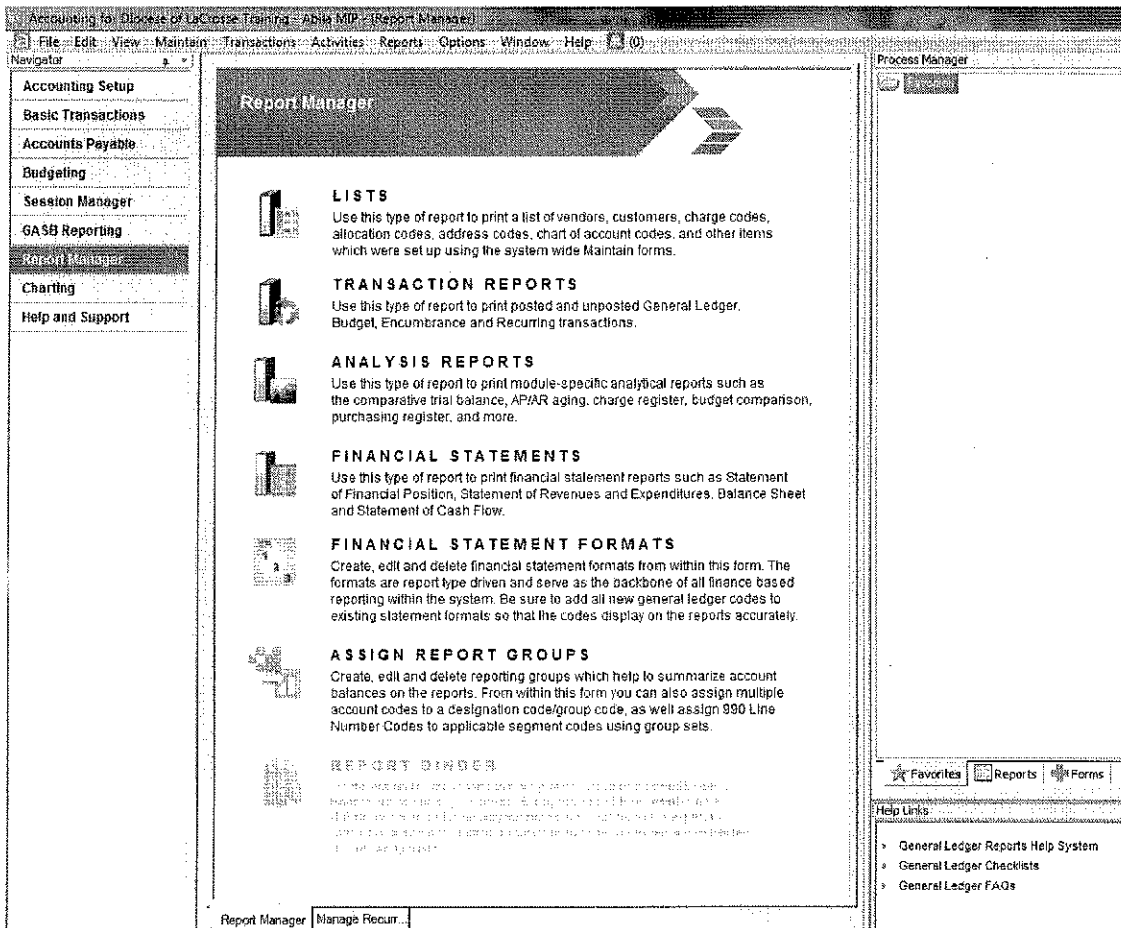 Accounting for Diocese of LaCrosse Training - Abila MIP - [Report Manager]
File Edit View Maintain Transactions Activities Reports Options Window Help (0)
Navigator
Accounting Setup
Basic Transactions
Accounts Payable
Budgeting
Session Manager
GASB Reporting
Report Manager
Charting
Help and Support
Report Manager
LISTS
Use this type of report to print a list of vendors, customers, charge codes,
allocation codes, address codes, chart of account codes, and other items
which were set up using the system wide Maintain forms.
TRANSACTION REPORTS
Use this type of report to print posted and unposted General Ledger,
Budget, Encumbrance and Recurring transactions.
ANALYSIS REPORTS
Use this type of report to print module-specific analytical reports such as
the comparative trial balance, AP/AR aging, charge register, budget comparison,
purchasing register, and more.
FINANCIAL STATEMENTS
Use this type of report to print financial statement reports such as Statement
of Financial Position, Statement of Revenues and Expenditures, Balance Sheet
and Statement of Cash Flow.
FINANCIAL STATEMENT FORMATS
Create, edit and delete financial statement formats from within this form. The
formats are report type driven and serve as the backbone of all finance based
reporting within the system. Be sure to add all new general ledger codes to
existing statement formats so that the codes display on the reports accurately.
ASSIGN REPORT GROUPS
Create, edit and delete reporting groups which help to summarize account
balances on the reports. From within this form you can also assign multiple
account codes to a designation code/group code, as well assign 990 Line
Number Codes to applicable segment codes using group sets.
REPORT BINDER
Report Manager
Manage Recurr...
Process Manager
Favorites Reports Forms
Help Links
» General Ledger Reports Help System
» General Ledger Checklists
» General Ledger FAQs